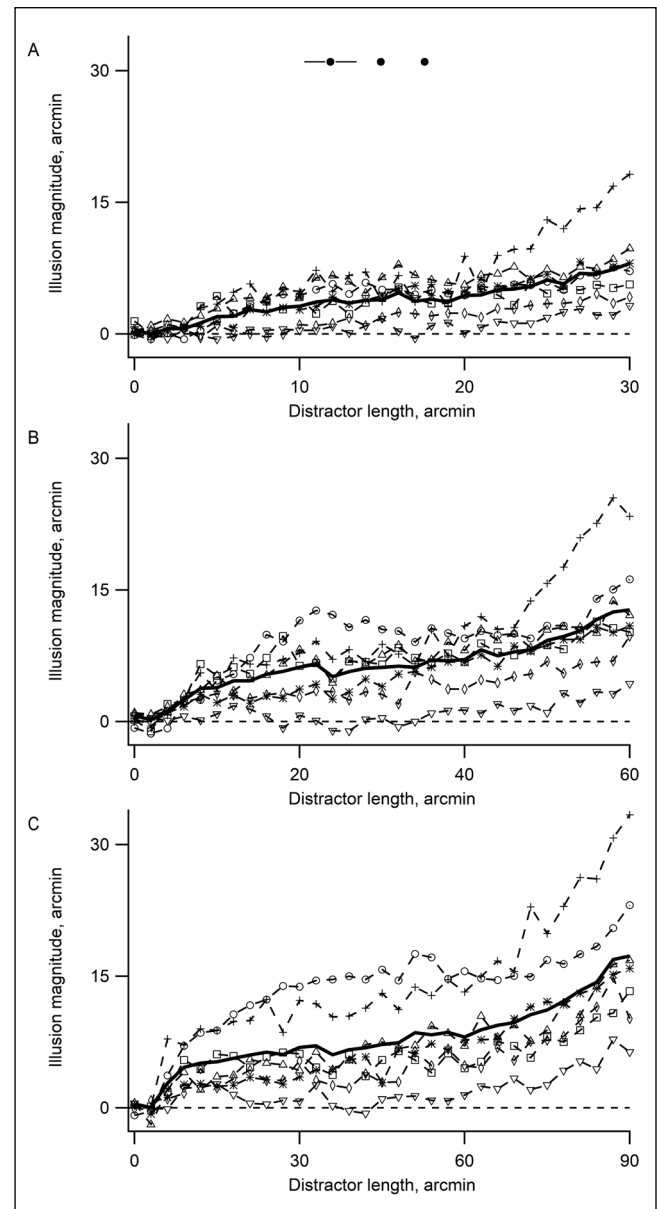 A
30
15
0
Illusion magnitude, arcmin
0 10 20 30
Distractor length, arcmin
B
30
15
0
Illusion magnitude, arcmin
0 20 40 60
Distractor length, arcmin
C
30
15
0
Illusion magnitude, arcmin
0 30 60 90
Distractor length, arcmin